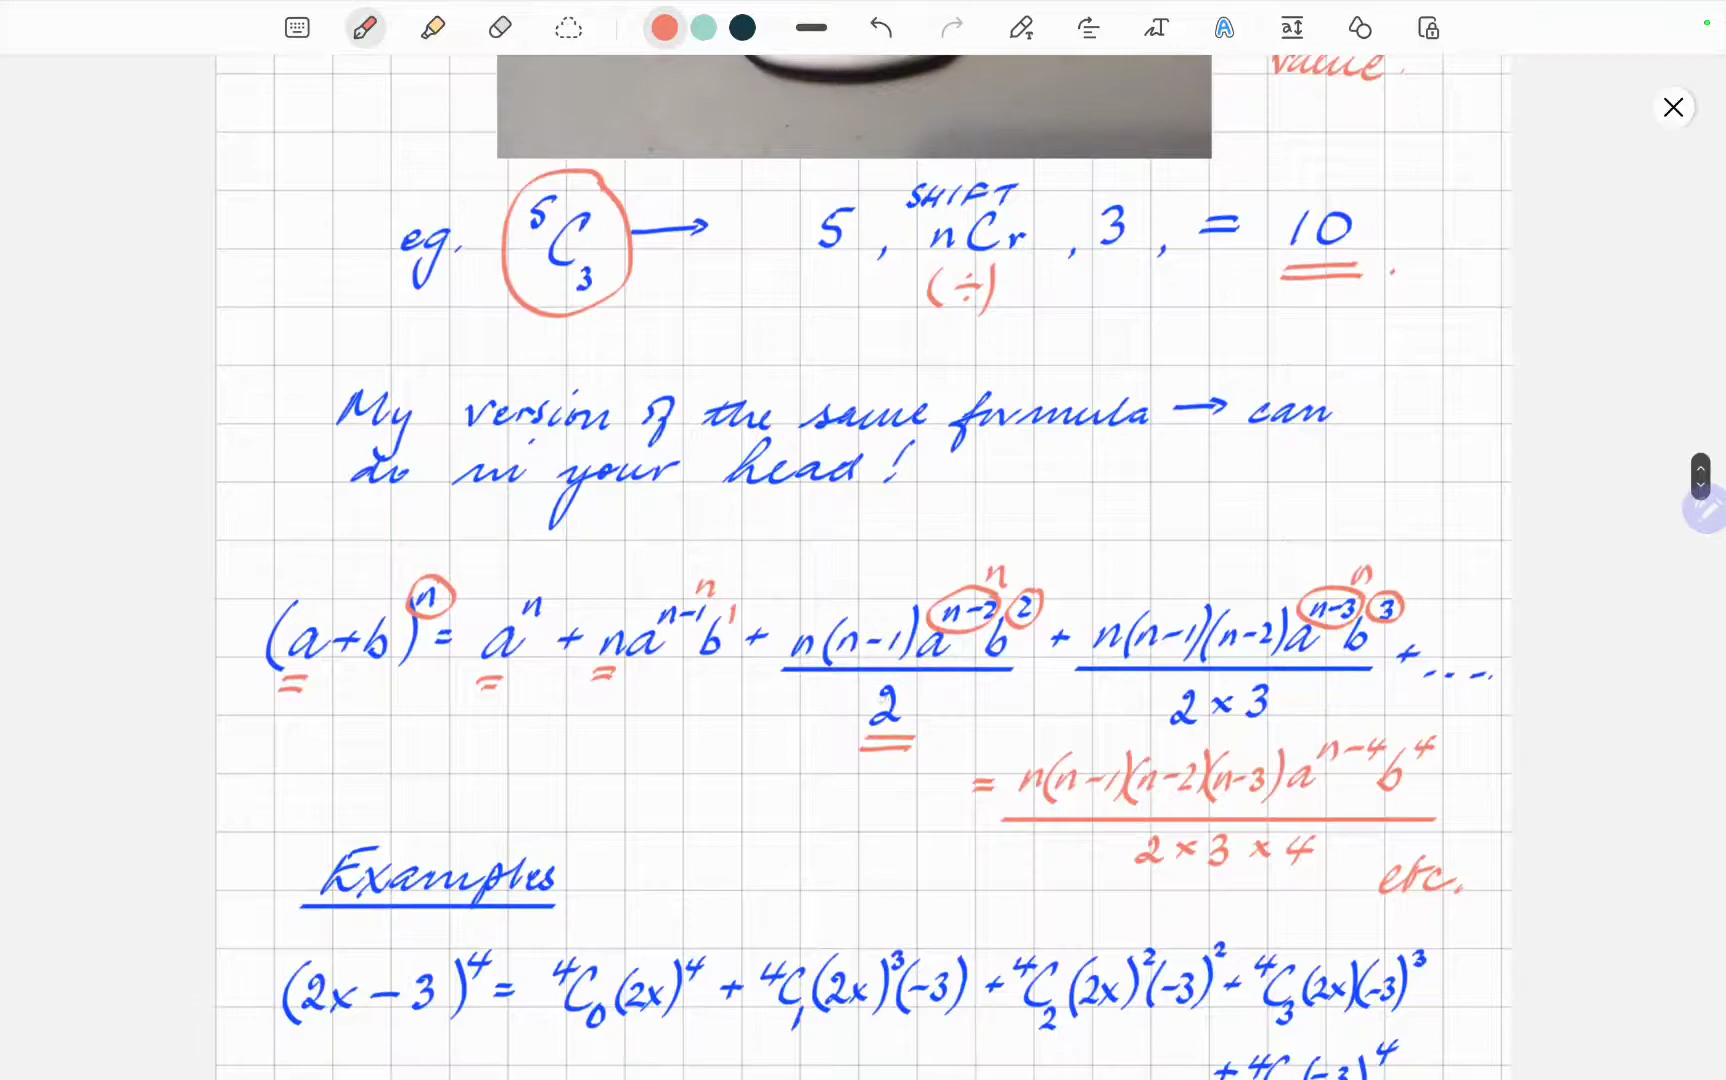 value.
eg. ⁵C₃ → 5 , SHIFT nCr , 3 , = 10 .
(÷)
My version of the same formula → can
do in your head!
n n n
(a+b)ⁿ = aⁿ + naⁿ⁻¹b¹ + n(n-1)aⁿ⁻²b² / 2 + n(n-1)(n-2)aⁿ⁻³b³ / 2 × 3 + ....
= n(n-1)(n-2)(n-3)aⁿ⁻⁴b⁴ / 2 × 3 × 4
etc.
Examples
(2x - 3)⁴ = ⁴C₀(2x)⁴ + ⁴C₁(2x)³(-3) + ⁴C₂(2x)²(-3)² + ⁴C₃(2x)(-3)³